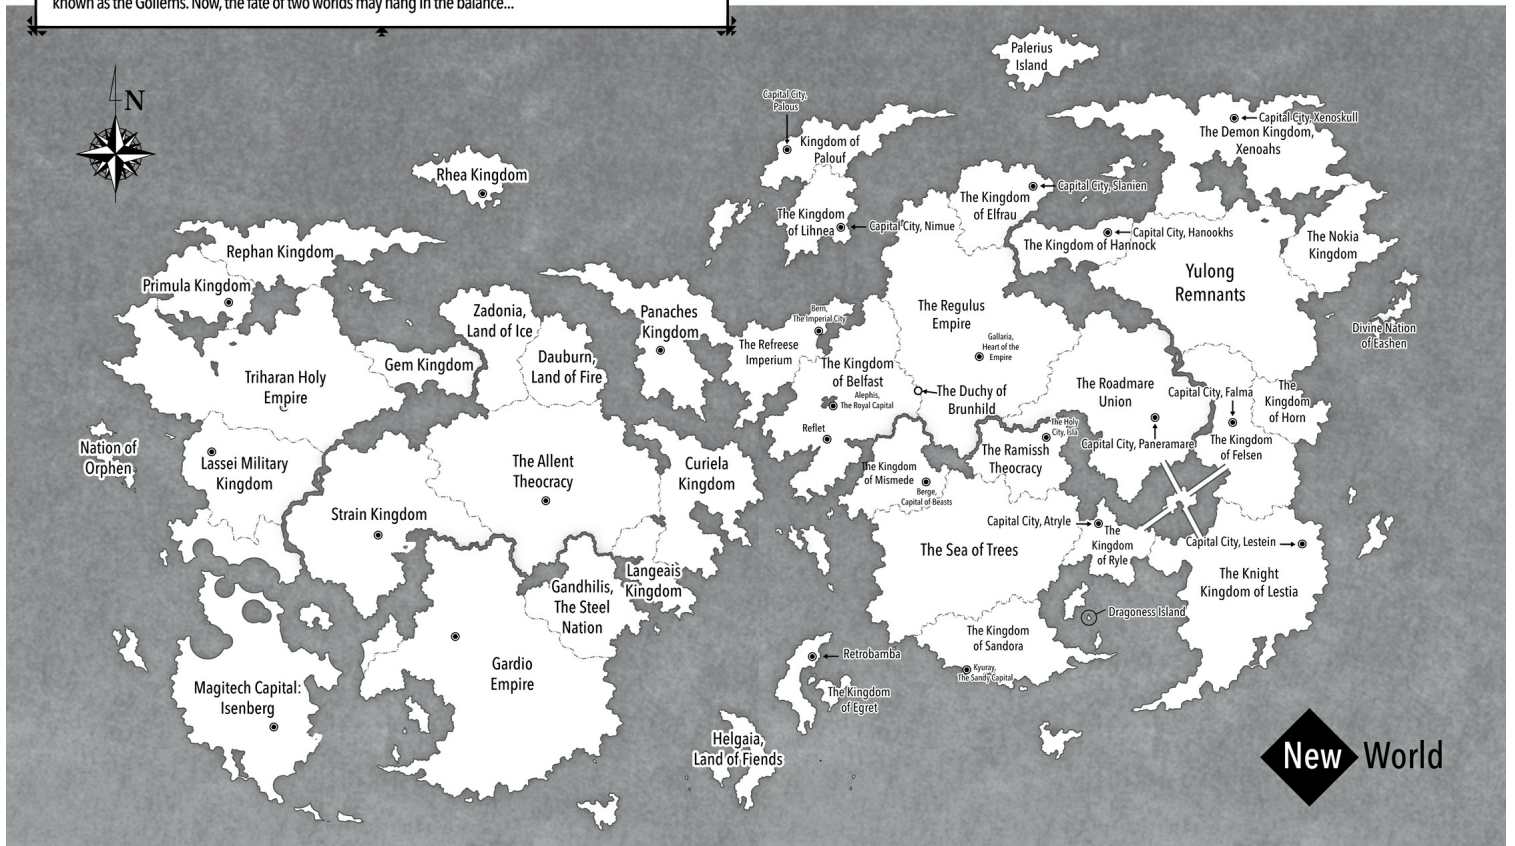 known as the Gollems. Now, the fate of two worlds may hang in the balance...
N
Palerius
Island
Capital City,
Palous
Kingdom of
Palouf
Capital City, Xenoskull
The Demon Kingdom,
Xenoahs
Rhea Kingdom
Capital City, Slanien
The Kingdom
of Elfrau
The Kingdom
of Lihnea
Capital City, Nimue
Capital City, Hanookhs
The Kingdom of Hannock
The Nokia
Kingdom
Rephan Kingdom
Primula Kingdom
Yulong
Remnants
Zadonia,
Land of Ice
Panaches
Kingdom
Bern,
The Imperial City
The Regulus
Empire
Divine Nation
of Eashen
Gallaria,
Heart of the
Empire
The Refreese
Imperium
Dauburn,
Land of Fire
Gem Kingdom
Triharan Holy
Empire
The Kingdom
of Belfast
Alephis,
The Royal Capital
The Duchy of
Brunhild
The Roadmare
Union
Capital City, Falma
The
Kingdom
of Horn
Reflet
The Holy
City, Isla
Capital City, Paneramare
The Kingdom
of Felsen
Nation of
Orphen
Lassei Military
Kingdom
The Allent
Theocracy
Curiela
Kingdom
The Ramissh
Theocracy
The Kingdom
of Mismede
Berge,
Capital of Beasts
Strain Kingdom
Capital City, Atryle
The
Kingdom
of Ryle
Capital City, Lestein
The Sea of Trees
The Knight
Kingdom of Lestia
Langeais
Kingdom
Gandhilis,
The Steel
Nation
Dragoness Island
The Kingdom
of Sandora
Retrobamba
Kyuray,
The Sandy Capital
Gardio
Empire
Magitech Capital:
Isenberg
The Kingdom
of Egret
Helgaia,
Land of Fiends
New World